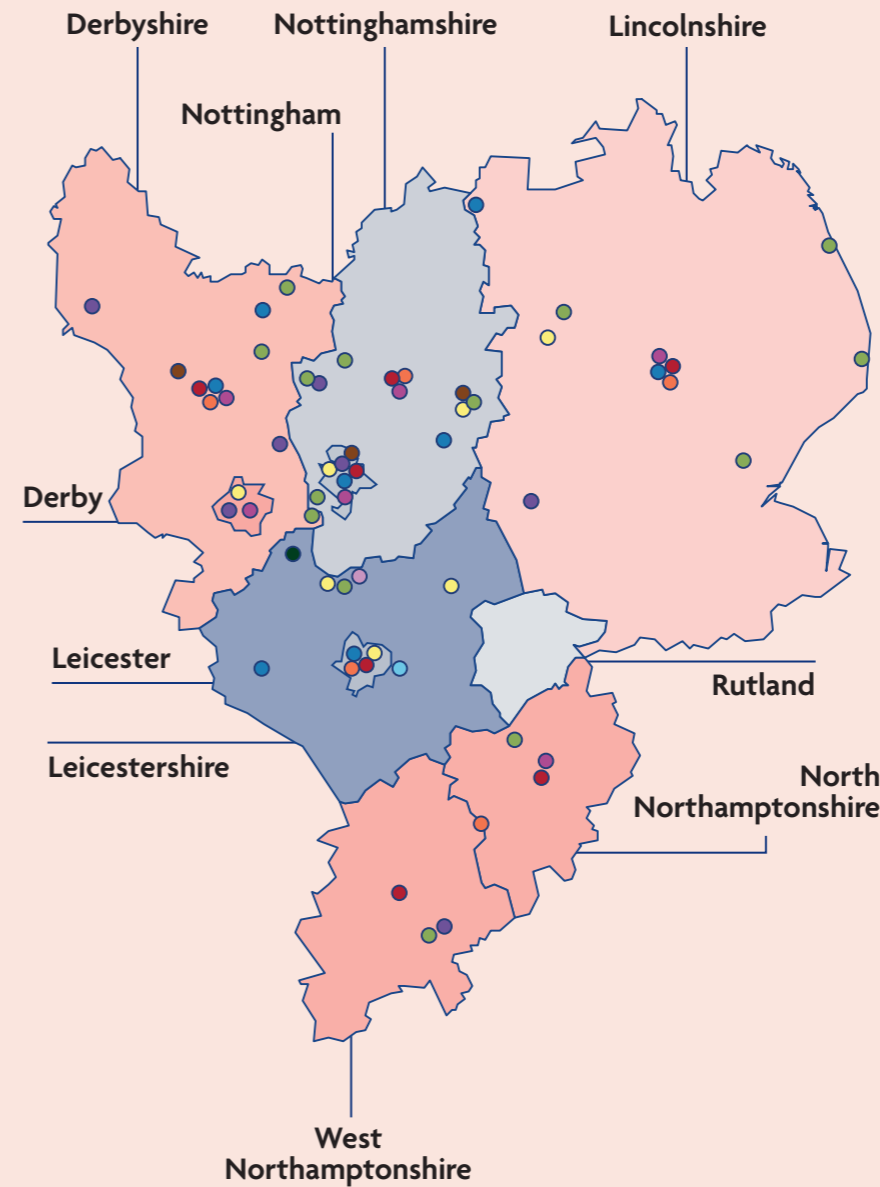 Derbyshire
Nottinghamshire
Lincolnshire
Nottingham
Derby
Leicester
Rutland
Leicestershire
North
Northamptonshire
West
Northamptonshire